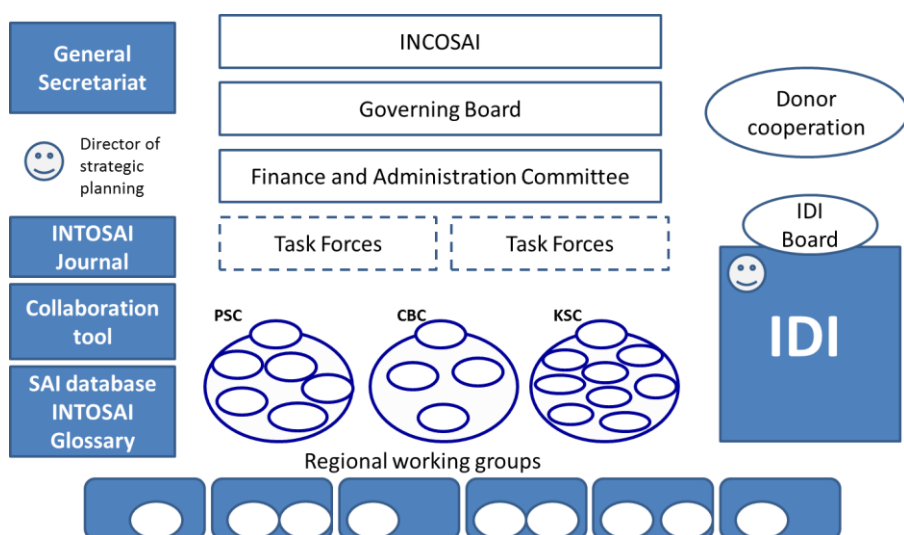 General
Secretariat
Director of
strategic
planning
INTOSAI
Journal
Collaboration
tool
SAI database
INTOSAI
Glossary
INCOSAI
Governing Board
Finance and Administration Committee
Task Forces
Task Forces
PSC
CBC
KSC
Regional working groups
Donor
cooperation
IDI
Board
IDI